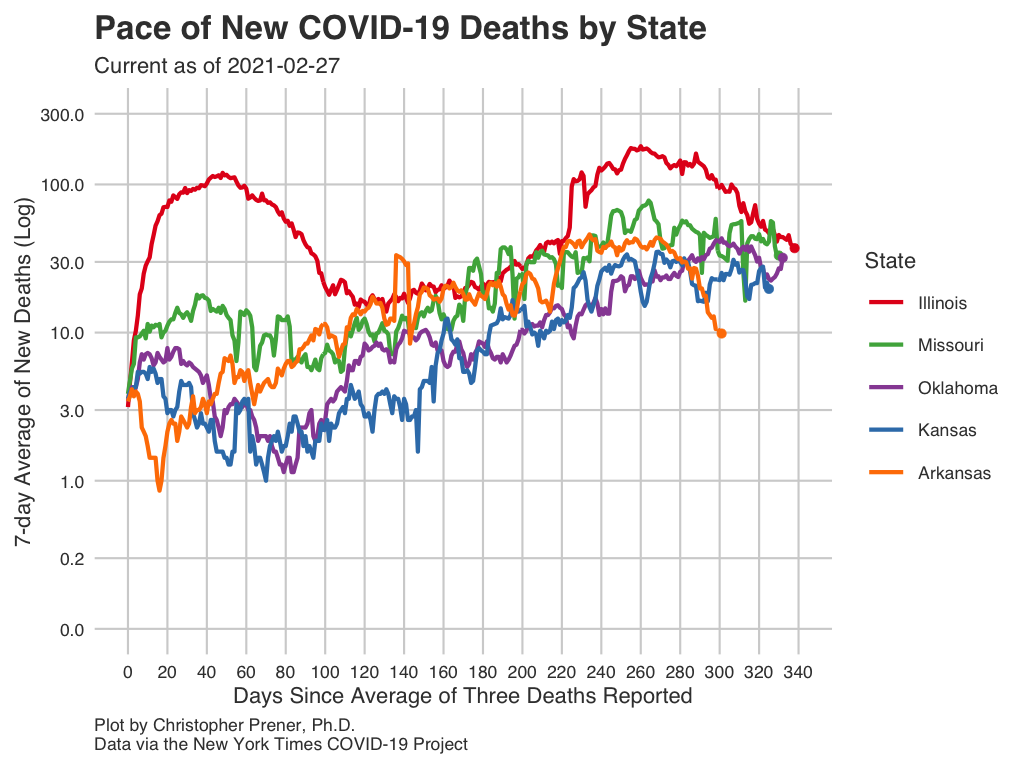 Pace of New COVID-19 Deaths by State
Current as of 2021-02-27
7-day Average of New Deaths (Log)
300.0
100.0
30.0
10.0
3.0
1.0
0.2
0.0
0 20 40 60 80 100 120 140 160 180 200 220 240 260 280 300 320 340
Days Since Average of Three Deaths Reported
State
Illinois
Missouri
Oklahoma
Kansas
Arkansas
Plot by Christopher Prener, Ph.D.
Data via the New York Times COVID-19 Project